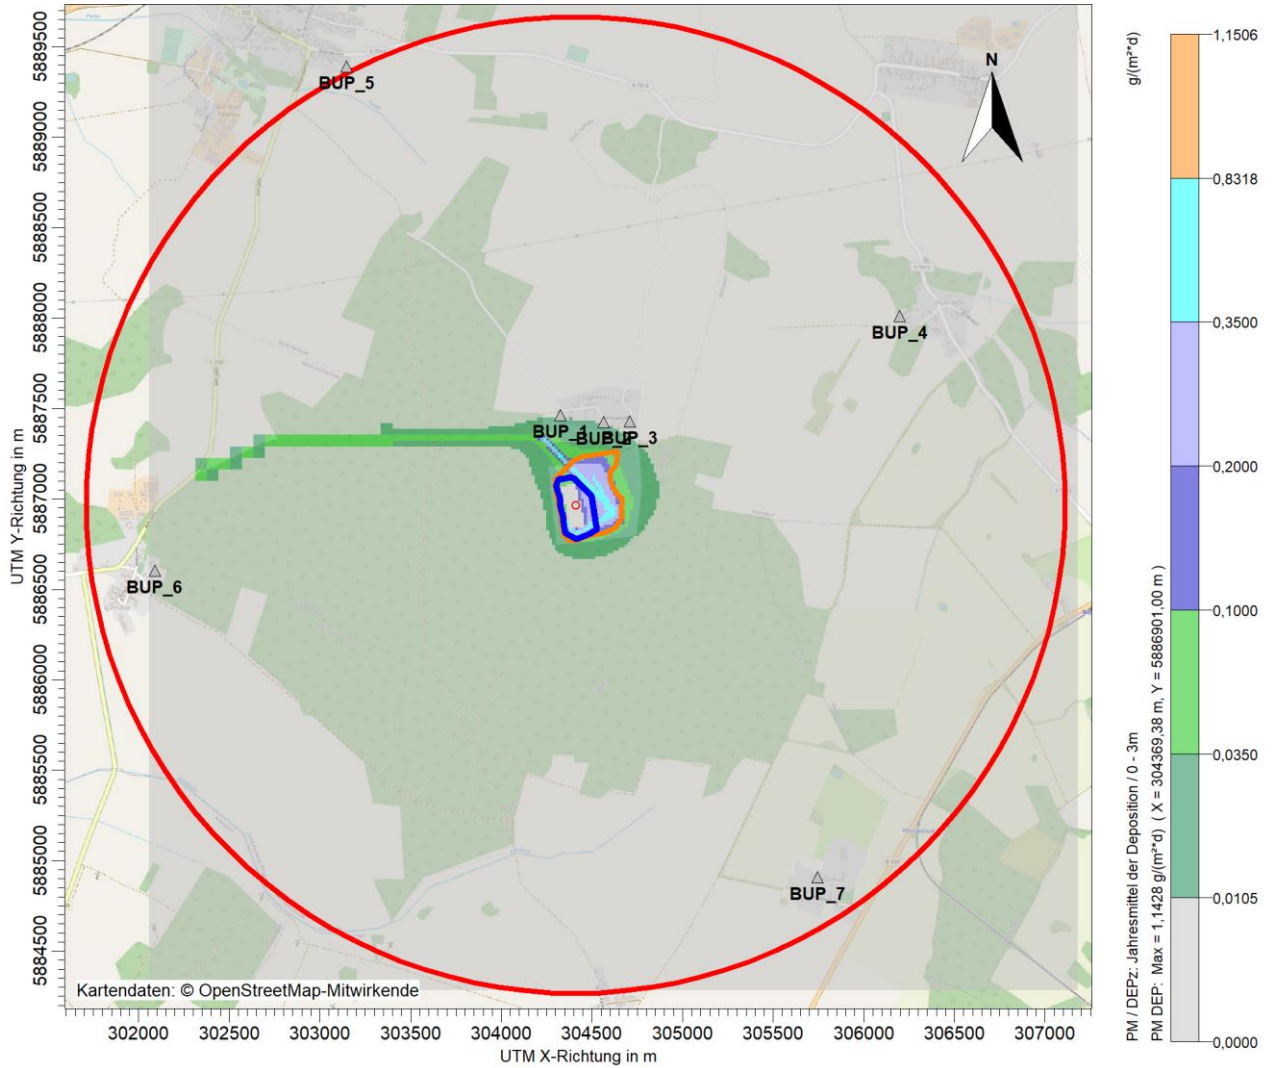 g/(m²*d)
1,1506
0,8318
0,3500
0,2000
0,1000
0,0350
0,0105
0,0000
PM / DEPz: Jahresmittel der Deposition / 0 - 3m
PM DEP: Max = 1,1428 g/(m²*d) ( X = 304369,38 m, Y = 5886901,00 m )
N
BUP_5
BUP_4
BUP_1
BUP_2
BUP_3
BUP_6
BUP_7
UTM Y-Richtung in m
5889500
5889000
5888500
5888000
5887500
5887000
5886500
5886000
5885500
5885000
5884500
Kartendaten: © OpenStreetMap-Mitwirkende
302000 302500 303000 303500 304000 304500 305000 305500 306000 306500 307000
UTM X-Richtung in m